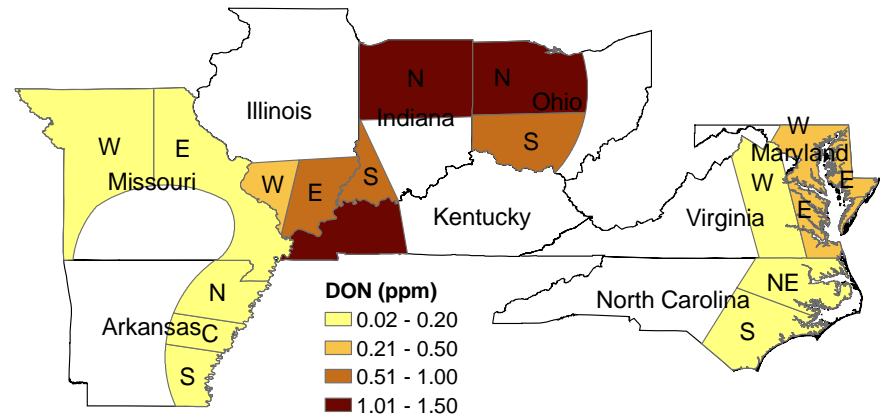 N
N
Illinois
Indiana
Ohio
W
E
Missouri
W
E
S
S
Kentucky
W
Maryland
W
E
E
Virginia
N
Arkansas
C
S
North Carolina
NE
S
DON (ppm)
0.02 - 0.20
0.21 - 0.50
0.51 - 1.00
1.01 - 1.50